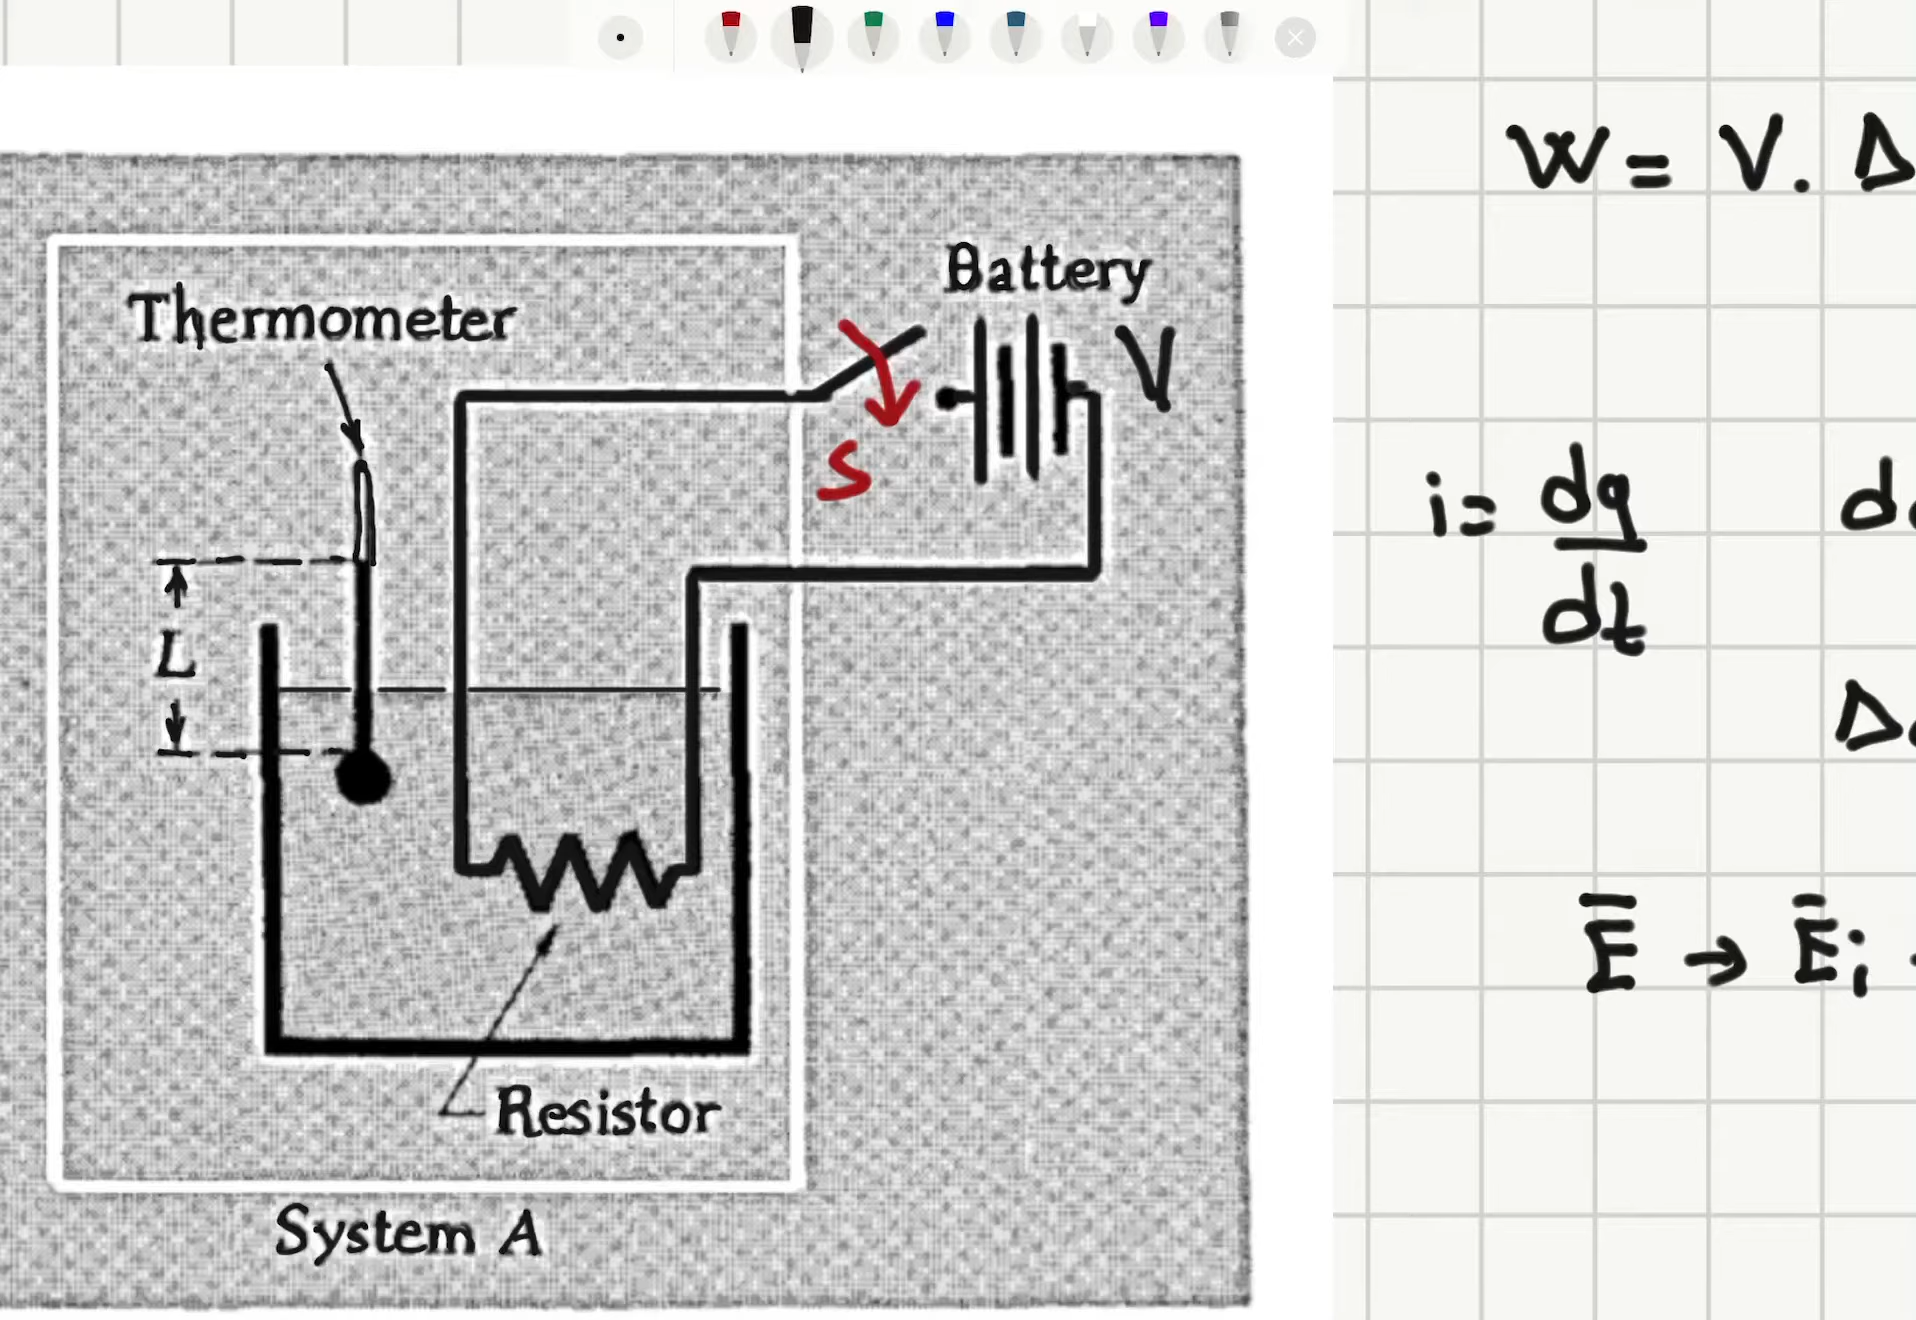 W = V. Δ
Battery
Thermometer
V
S
i = dq
dt
L
Δ
E̅ → E̅i
Resistor
System A